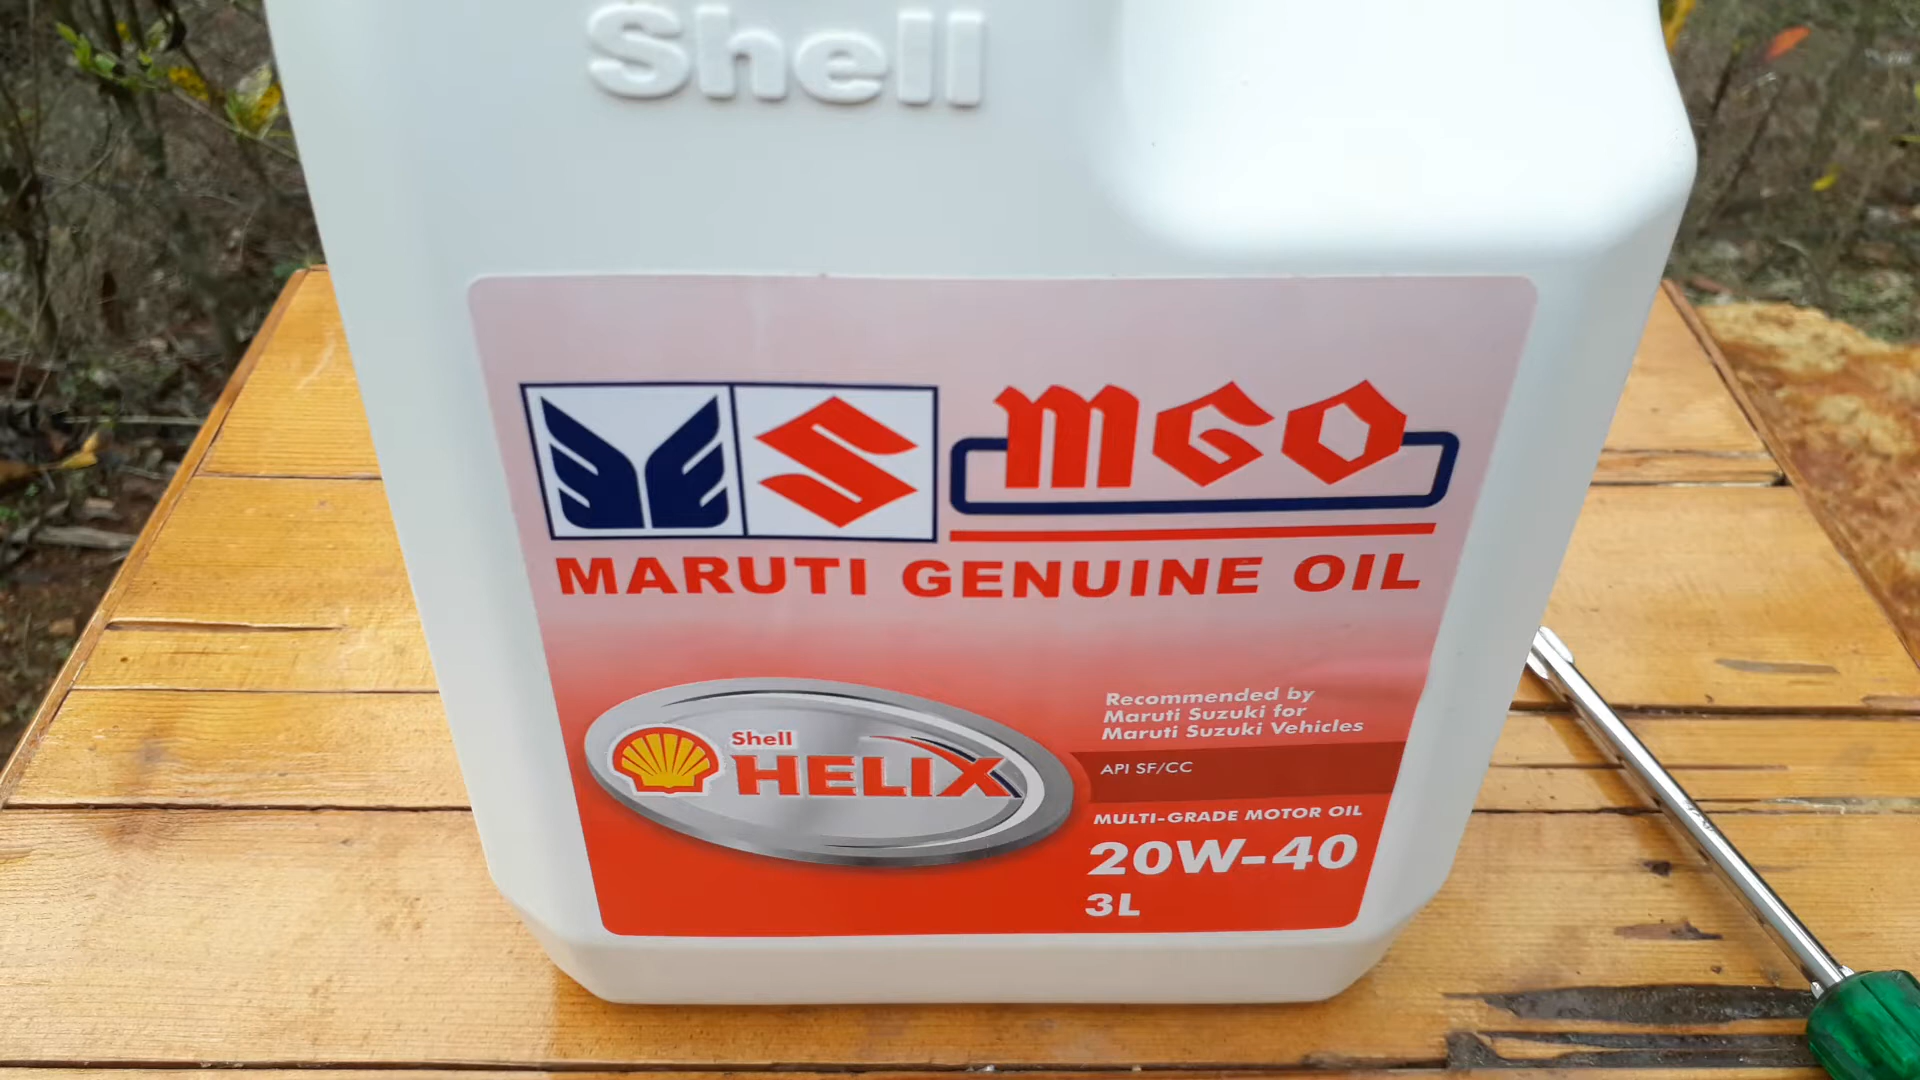 Shell
MGO
MARUTI GENUINE OIL
Shell
HELIX
Recommended by
Maruti Suzuki for
Maruti Suzuki Vehicles
API SF/CC
MULTI-GRADE MOTOR OIL
20W-40
3L